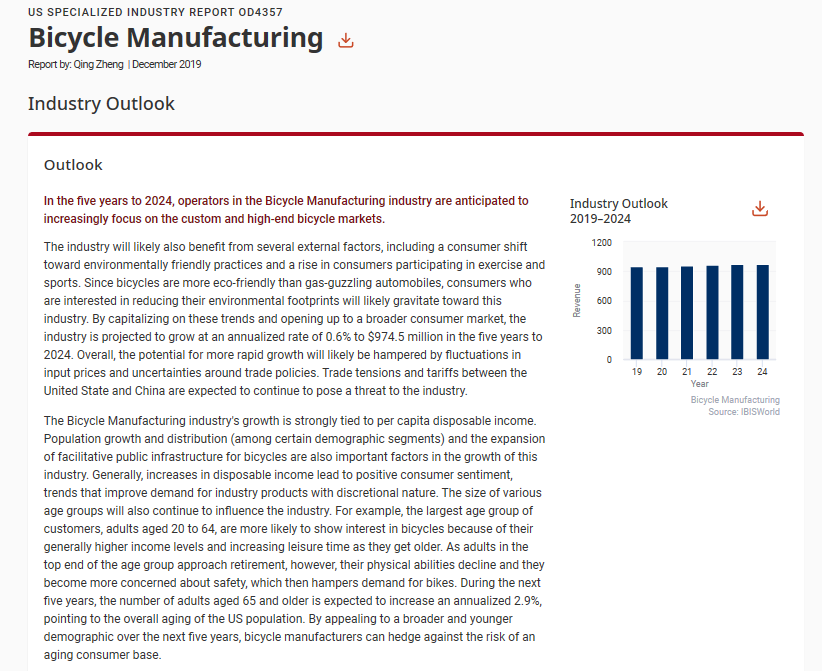 US SPECIALIZED INDUSTRY REPORT OD4357
Bicycle Manufacturing
Report by: Qing Zheng | December 2019
Industry Outlook
Outlook
In the five years to 2024, operators in the Bicycle Manufacturing industry are anticipated to
increasingly focus on the custom and high-end bicycle markets.
The industry will likely also benefit from several external factors, including a consumer shift
toward environmentally friendly practices and a rise in consumers participating in exercise and
sports. Since bicycles are more eco-friendly than gas-guzzling automobiles, consumers who
are interested in reducing their environmental footprints will likely gravitate toward this
industry. By capitalizing on these trends and opening up to a broader consumer market, the
industry is projected to grow at an annualized rate of 0.6% to $974.5 million in the five years to
2024. Overall, the potential for more rapid growth will likely be hampered by fluctuations in
input prices and uncertainties around trade policies. Trade tensions and tariffs between the
United State and China are expected to continue to pose a threat to the industry.
The Bicycle Manufacturing industry's growth is strongly tied to per capita disposable income.
Population growth and distribution (among certain demographic segments) and the expansion
of facilitative public infrastructure for bicycles are also important factors in the growth of this
industry. Generally, increases in disposable income lead to positive consumer sentiment,
trends that improve demand for industry products with discretional nature. The size of various
age groups will also continue to influence the industry. For example, the largest age group of
customers, adults aged 20 to 64, are more likely to show interest in bicycles because of their
generally higher income levels and increasing leisure time as they get older. As adults in the
top end of the age group approach retirement, however, their physical abilities decline and they
become more concerned about safety, which then hampers demand for bikes. During the next
five years, the number of adults aged 65 and older is expected to increase an annualized 2.9%,
pointing to the overall aging of the US population. By appealing to a broader and younger
demographic over the next five years, bicycle manufacturers can hedge against the risk of an
aging consumer base.
Industry Outlook
2019–2024
1200
900
600
300
0
Revenue
19 20 21 22 23 24
Year
Bicycle Manufacturing
Source: IBISWorld